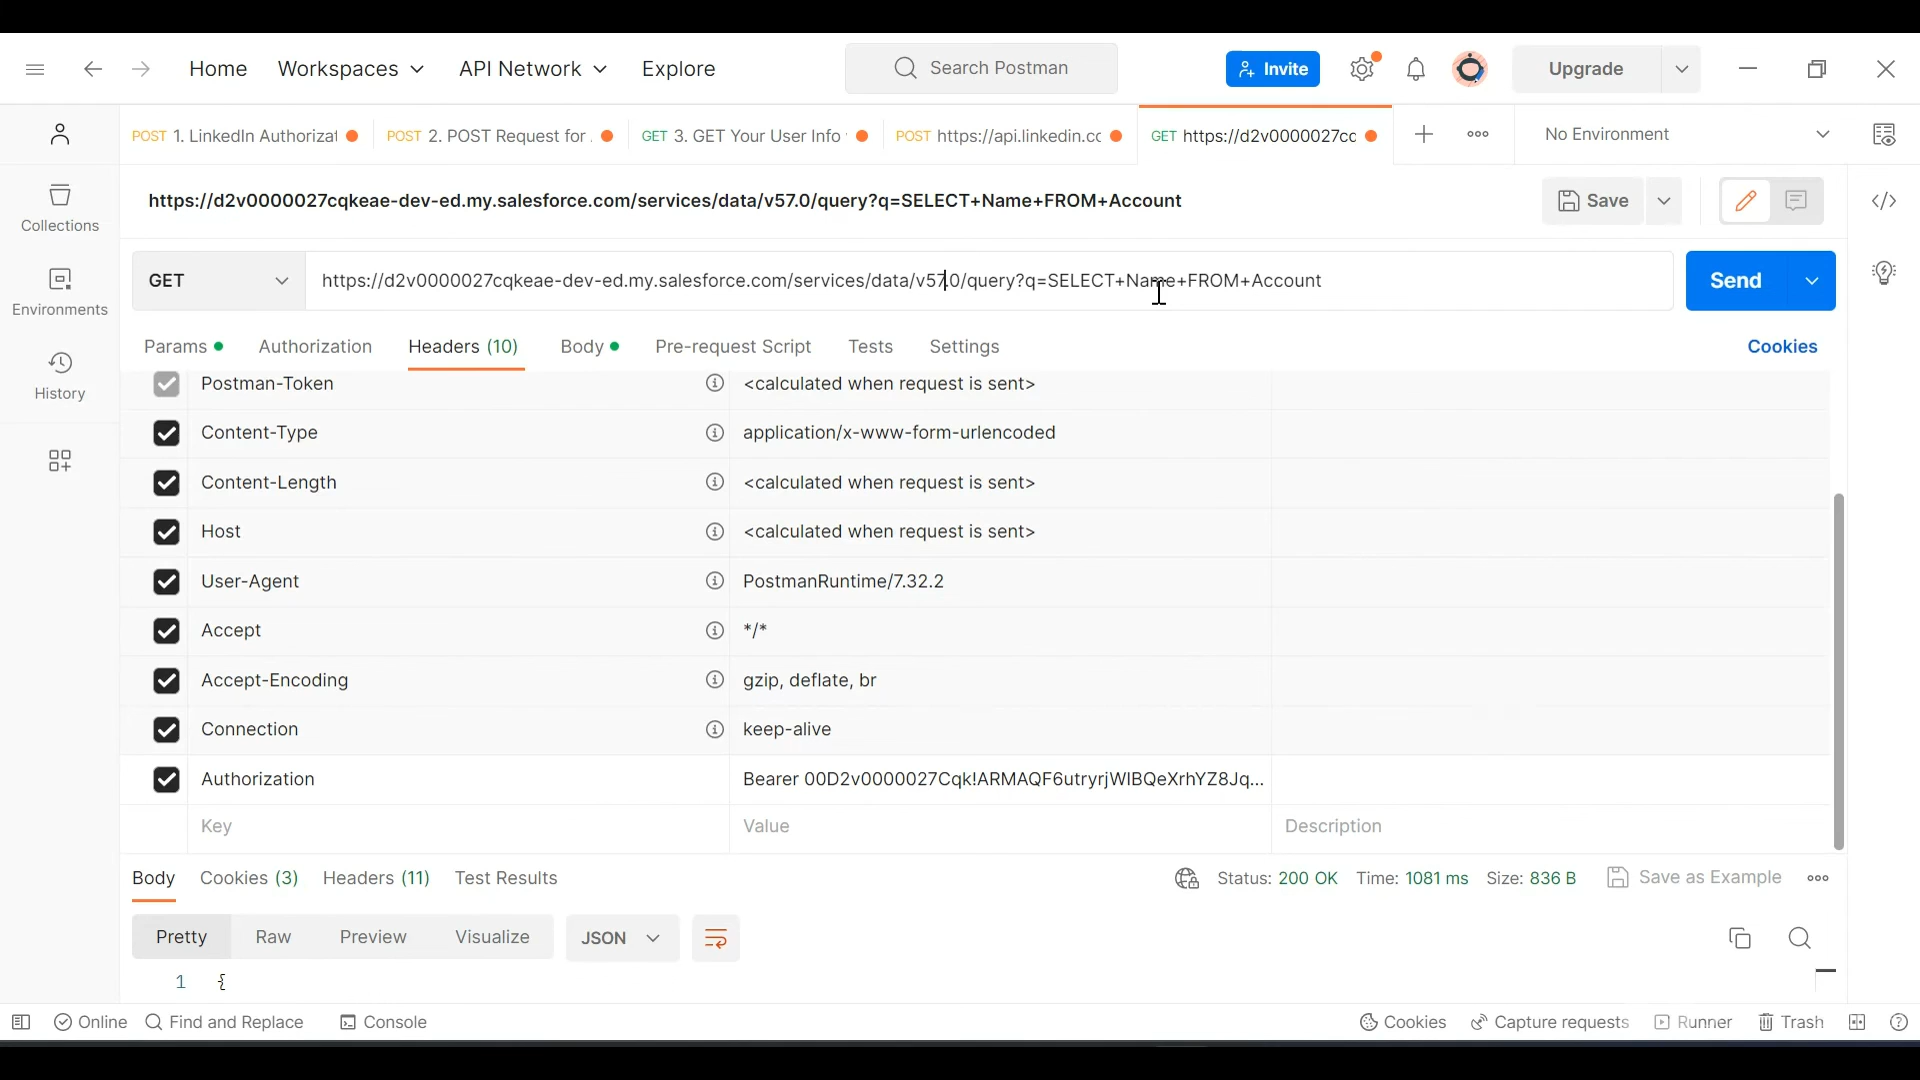 Home Workspaces API Network Explore Search Postman Invite Upgrade
POST 1. LinkedIn Authorizat POST 2. POST Request for . GET 3. GET Your User Info POST https://api.linkedin.cc GET https://d2v0000027cc No Environment
https://d2v0000027cqkeae-dev-ed.my.salesforce.com/services/data/v57.0/query?q=SELECT+Name+FROM+Account Save
Collections
GET https://d2v0000027cqkeae-dev-ed.my.salesforce.com/services/data/v57.0/query?q=SELECT+Name+FROM+Account Send
Environments
Params Authorization Headers (10) Body Pre-request Script Tests Settings Cookies
History
Postman-Token <calculated when request is sent>
Content-Type application/x-www-form-urlencoded
Content-Length <calculated when request is sent>
Host <calculated when request is sent>
User-Agent PostmanRuntime/7.32.2
Accept */*
Accept-Encoding gzip, deflate, br
Connection keep-alive
Authorization Bearer 00D2v0000027Cqk!ARMAQF6utryrjWIBQeXrhYZ8Jq...
Key Value Description
Body Cookies (3) Headers (11) Test Results Status: 200 OK Time: 1081 ms Size: 836 B Save as Example
Pretty Raw Preview Visualize JSON
1 {
Online Find and Replace Console Cookies Capture requests Runner Trash